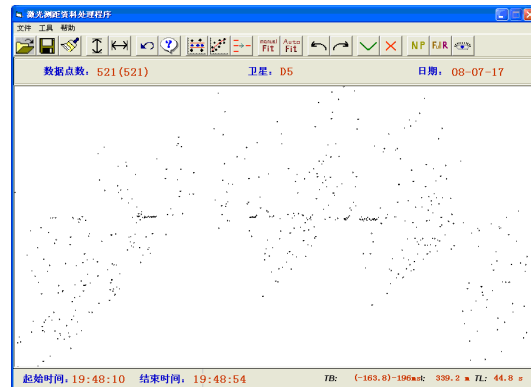 激光测距资料处理程序
文件 工具 帮助
manual Fit Auto Fit NP F.R
数据点数: 521(521) 卫星: D5 日期: 08-07-17
起始时间: 19:48:10 结束时间: 19:48:54 TB: (-163.8)-196ms; 339.2 m TL: 44.8 s